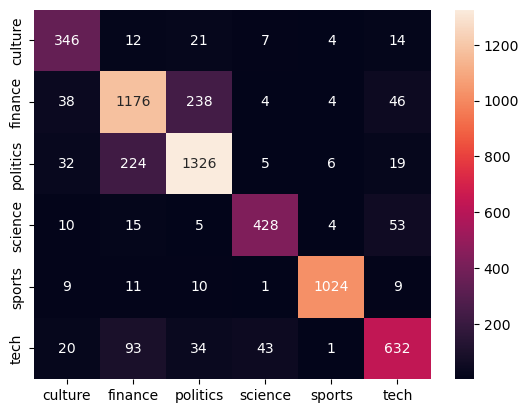 culture 346 12 21 7 4 14
finance 38 1176 238 4 4 46
politics 32 224 1326 5 6 19
science 10 15 5 428 4 53
sports 9 11 10 1 1024 9
tech 20 93 34 43 1 632
culture finance politics science sports tech
1200
1000
800
600
400
200